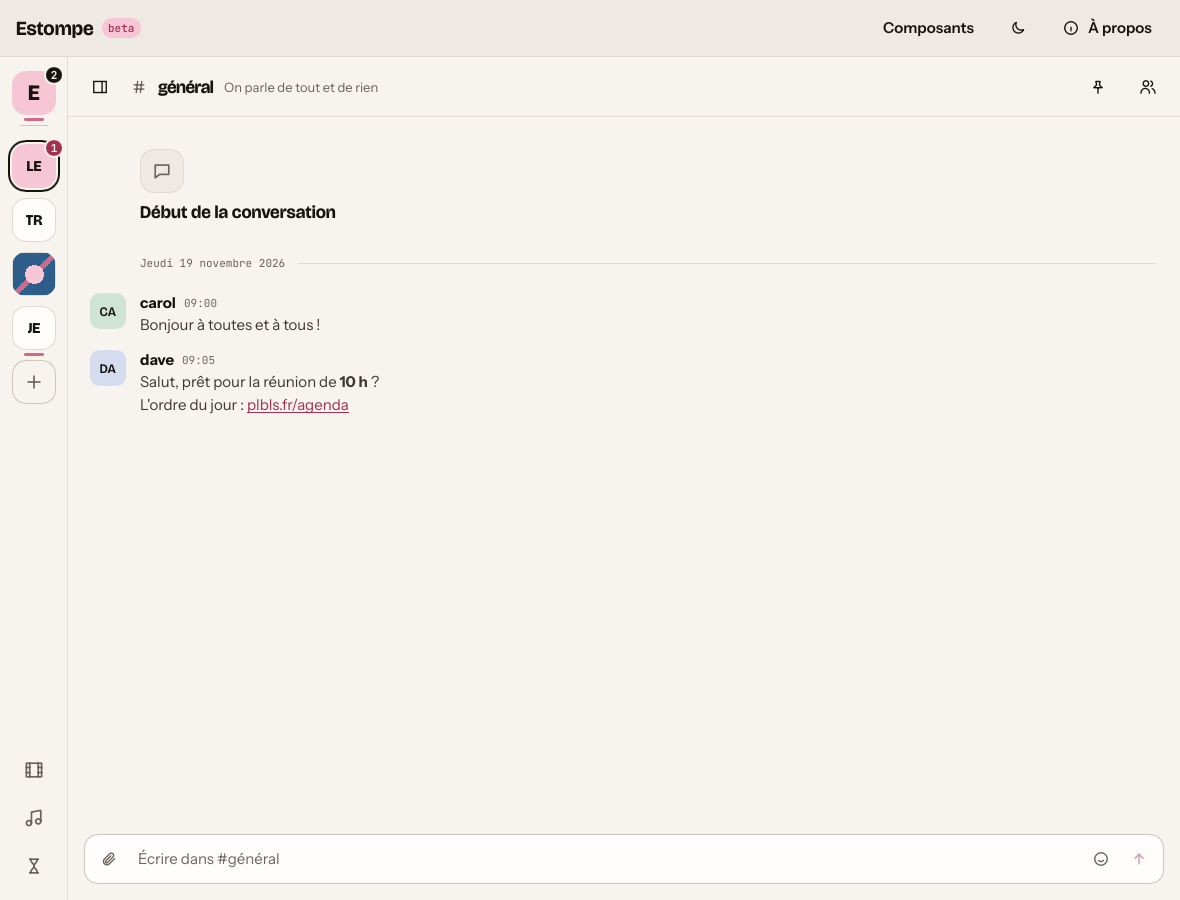 Estompe beta
Composants
À propos
E 2
LE 1
TR
JE
# général On parle de tout et de rien
Début de la conversation
Jeudi 19 novembre 2026
CA carol 09:00
Bonjour à toutes et à tous !
DA dave 09:05
Salut, prêt pour la réunion de 10 h ?
L'ordre du jour : plbls.fr/agenda
Écrire dans #général